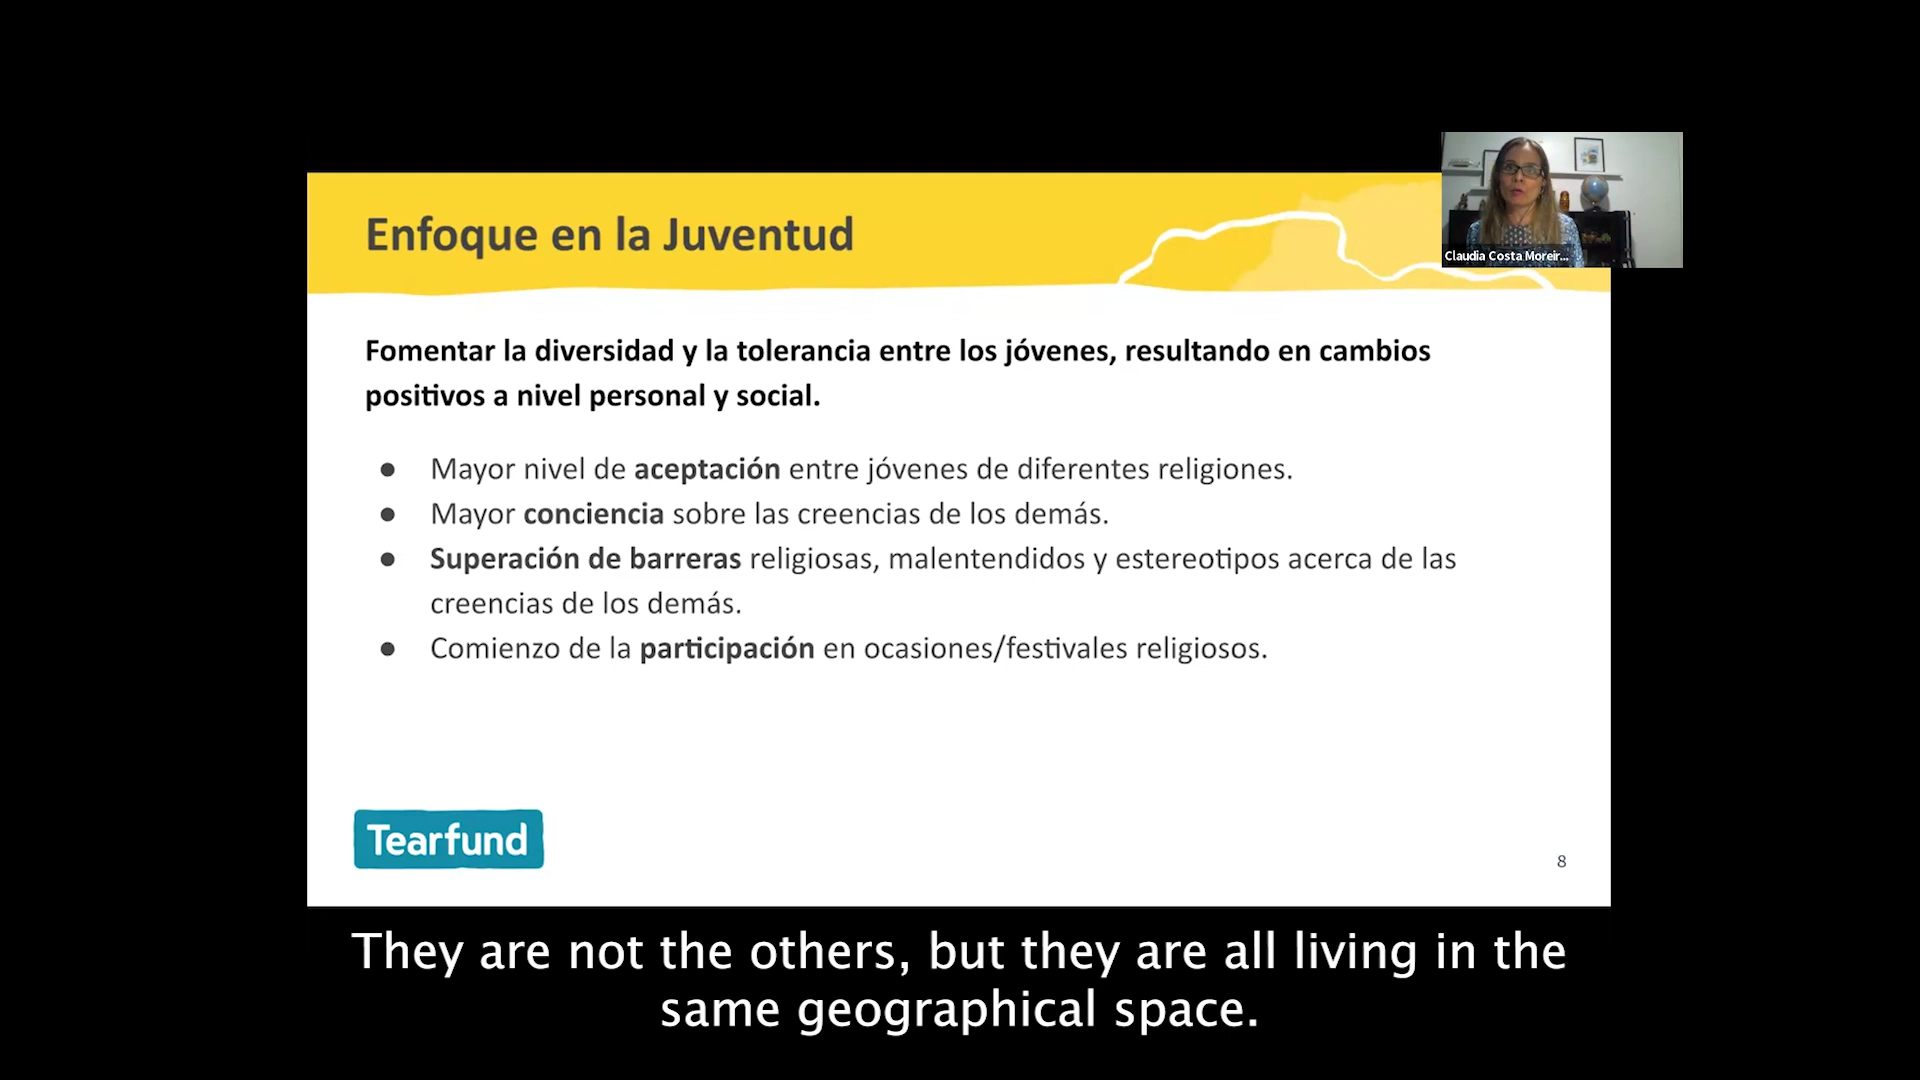 Enfoque en la Juventud
Claudia Costa Moreir...
Fomentar la diversidad y la tolerancia entre los jóvenes, resultando en cambios
positivos a nivel personal y social.
● Mayor nivel de aceptación entre jóvenes de diferentes religiones.
● Mayor conciencia sobre las creencias de los demás.
● Superación de barreras religiosas, malentendidos y estereotipos acerca de las
creencias de los demás.
● Comienzo de la participación en ocasiones/festivales religiosos.
Tearfund
8
They are not the others, but they are all living in the
same geographical space.